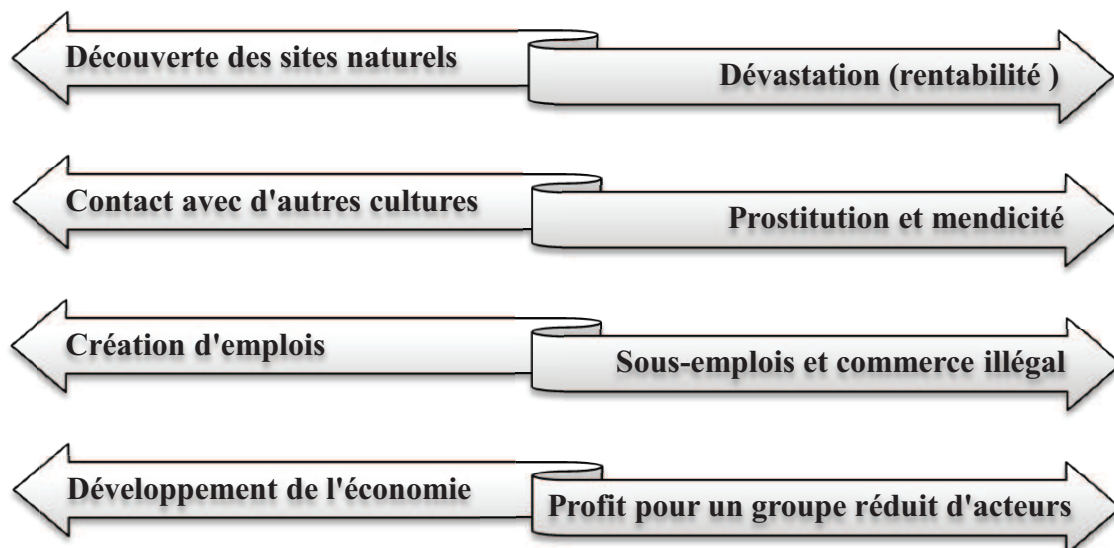 Découverte des sites naturels
Dévastation (rentabilité )
Contact avec d'autres cultures
Prostitution et mendicité
Création d'emplois
Sous-emplois et commerce illégal
Développement de l'économie
Profit pour un groupe réduit d'acteurs